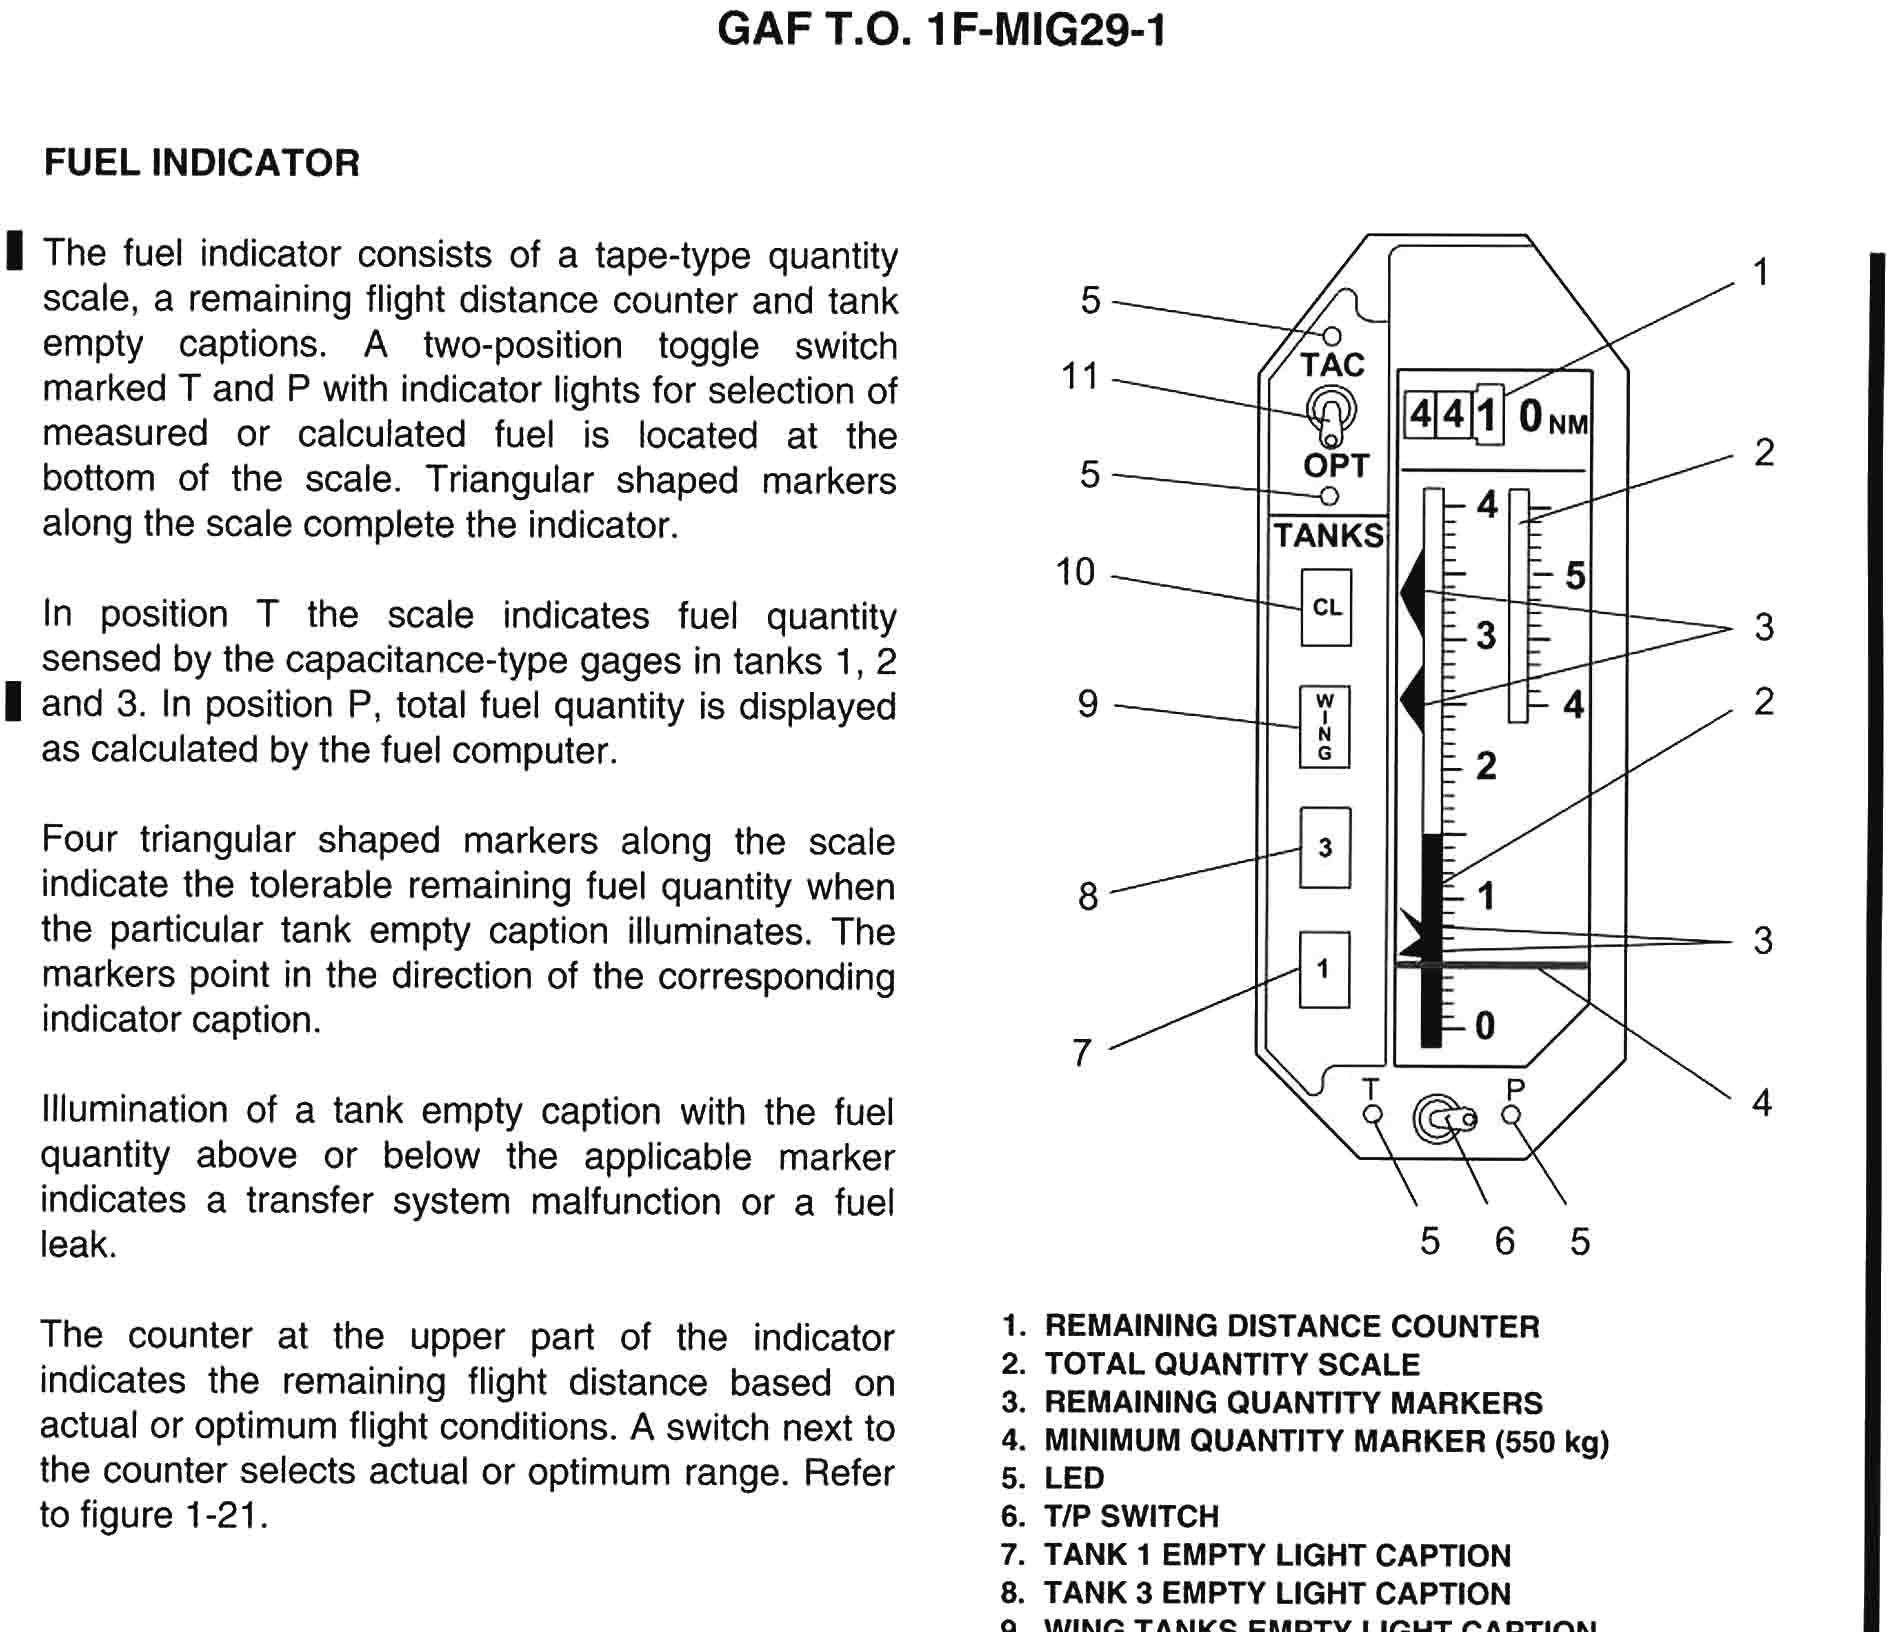 GAF T.O. 1F-MIG29-1
FUEL INDICATOR
The fuel indicator consists of a tape-type quantity
scale, a remaining flight distance counter and tank
empty captions. A two-position toggle switch
marked T and P with indicator lights for selection of
measured or calculated fuel is located at the
bottom of the scale. Triangular shaped markers
along the scale complete the indicator.
In position T the scale indicates fuel quantity
sensed by the capacitance-type gages in tanks 1, 2
and 3. In position P, total fuel quantity is displayed
as calculated by the fuel computer.
Four triangular shaped markers along the scale
indicate the tolerable remaining fuel quantity when
the particular tank empty caption illuminates. The
markers point in the direction of the corresponding
indicator caption.
Illumination of a tank empty caption with the fuel
quantity above or below the applicable marker
indicates a transfer system malfunction or a fuel
leak.
The counter at the upper part of the indicator
indicates the remaining flight distance based on
actual or optimum flight conditions. A switch next to
the counter selects actual or optimum range. Refer
to figure 1-21.
1
5
TAC
11
4 4 1 0 NM
2
OPT
5
4
TANKS
10
5
CL
3
3
9
WING
4
2
2
3
8
1
3
1
0
7
T
P
4
5 6 5
1. REMAINING DISTANCE COUNTER
2. TOTAL QUANTITY SCALE
3. REMAINING QUANTITY MARKERS
4. MINIMUM QUANTITY MARKER (550 kg)
5. LED
6. T/P SWITCH
7. TANK 1 EMPTY LIGHT CAPTION
8. TANK 3 EMPTY LIGHT CAPTION
9. WING TANKS EMPTY LIGHT CAPTION